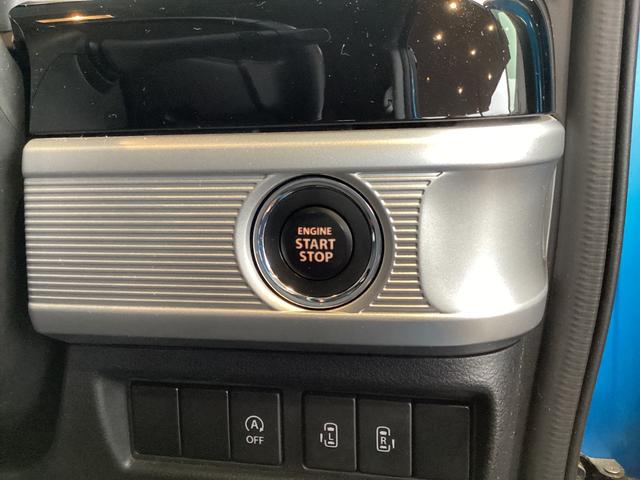 ENGINE
START
STOP
A
OFF
L
R